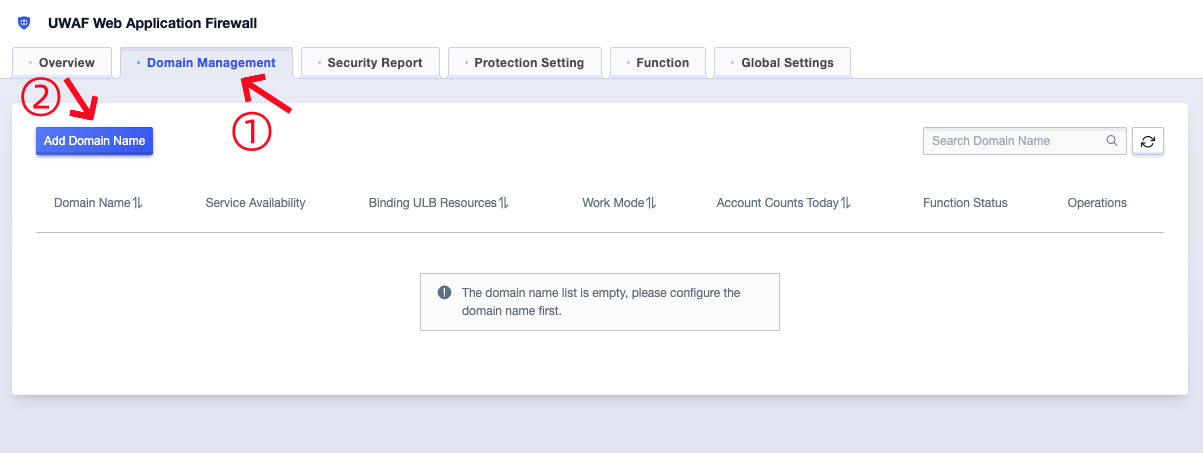 UWAF Web Application Firewall
Overview
Domain Management
Security Report
Protection Setting
Function
Global Settings
②
①
Add Domain Name
Search Domain Name
Domain Name
Service Availability
Binding ULB Resources
Work Mode
Account Counts Today
Function Status
Operations
The domain name list is empty, please configure the
domain name first.